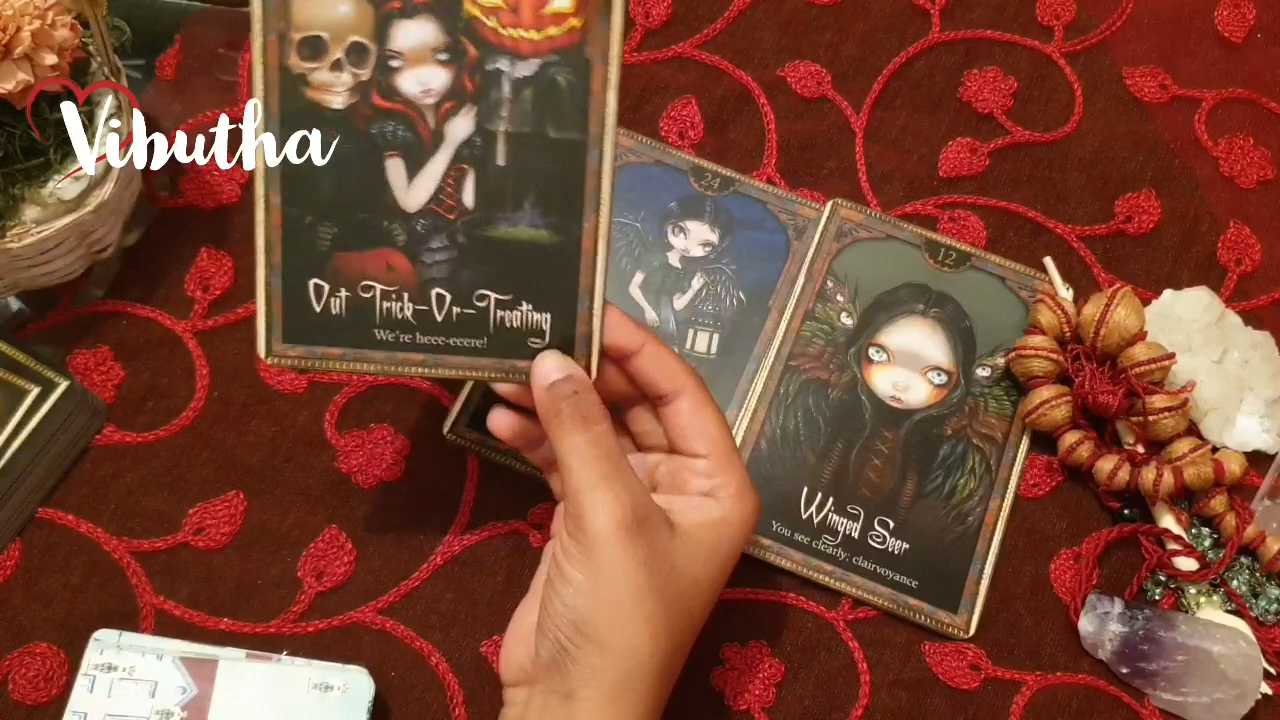 Vibutha
Out Trick-Or-Treating
We're heee-eeere!
24
12
Winged Seer
You see clearly; clairvoyance